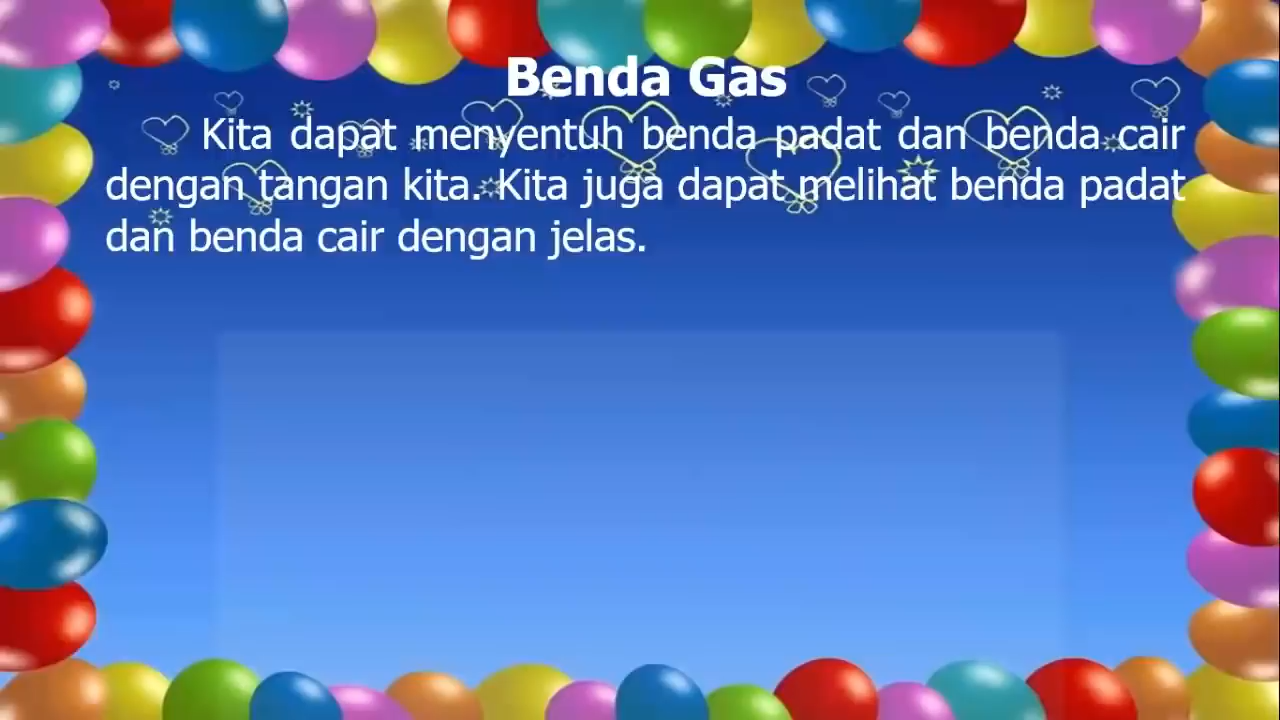 Benda Gas
Kita dapat menyentuh benda padat dan benda cair
dengan tangan kita. Kita juga dapat melihat benda padat
dan benda cair dengan jelas.